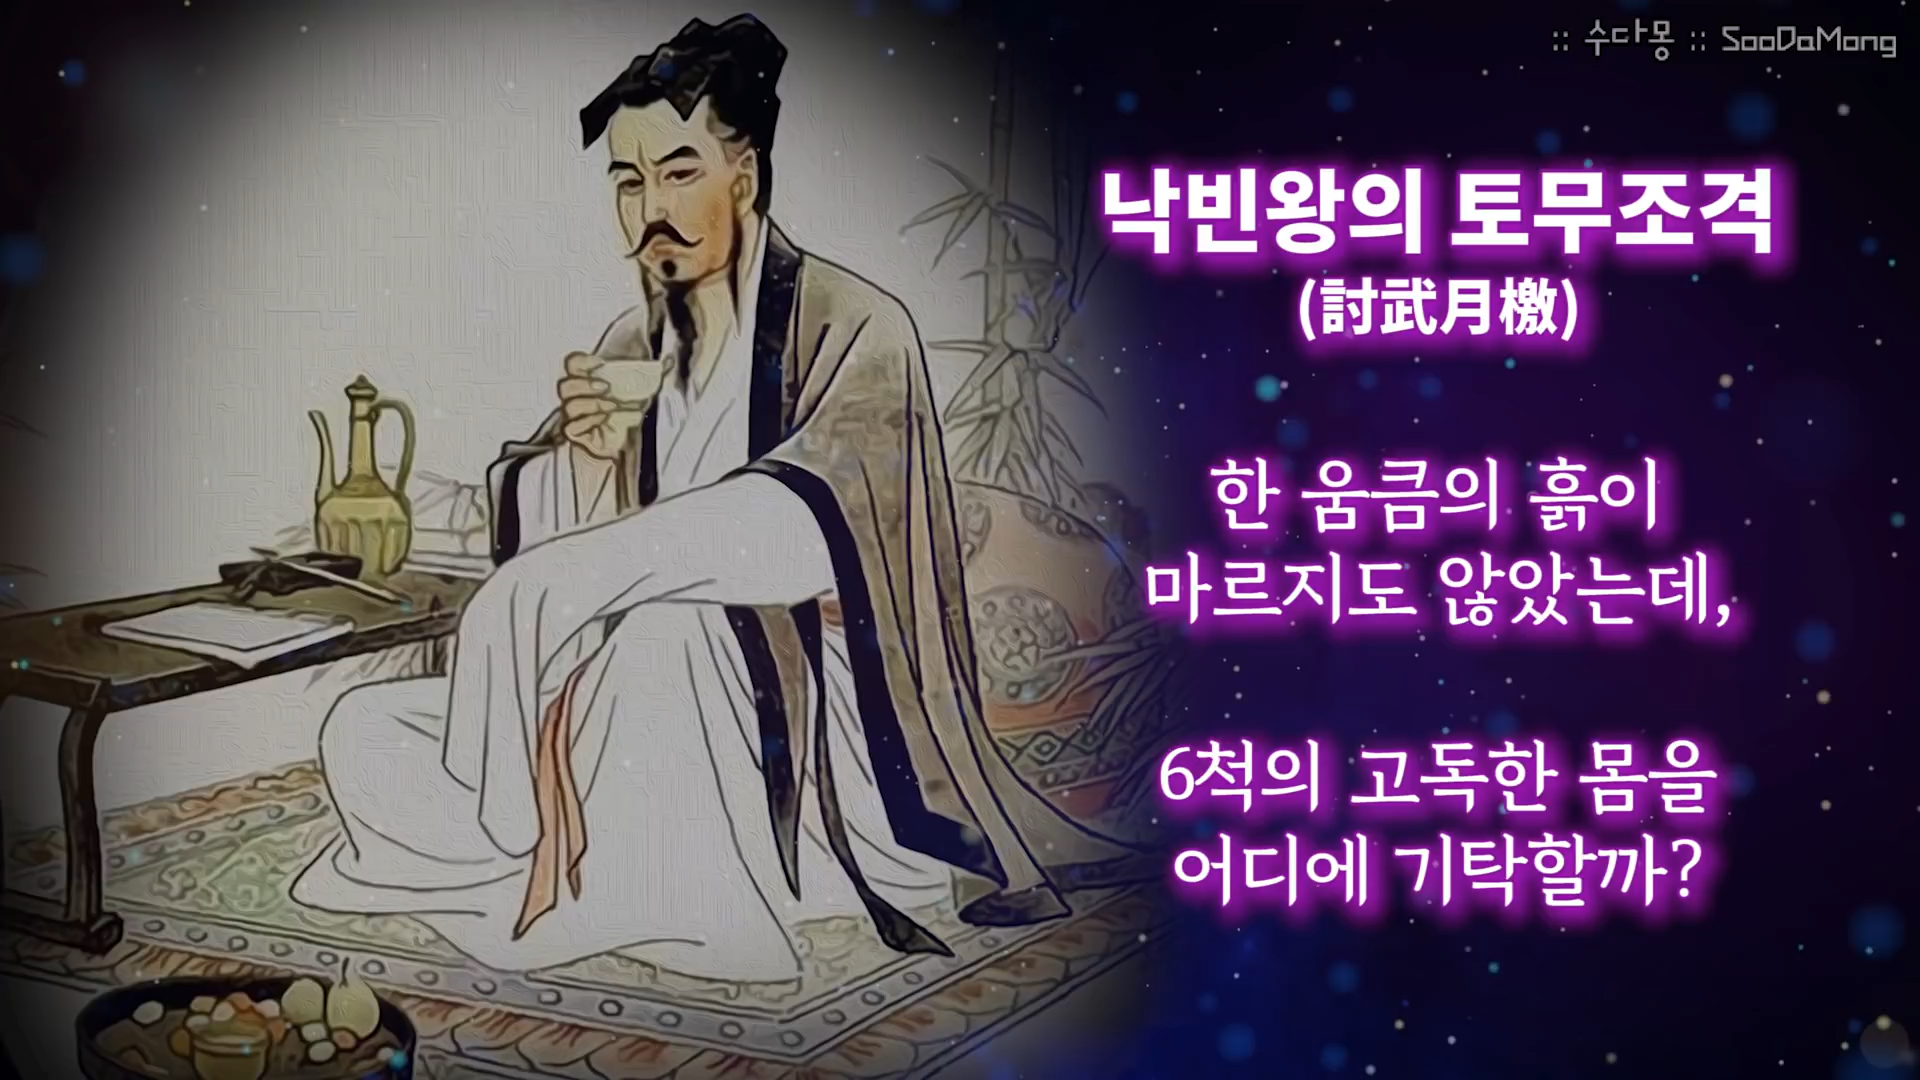 :: 수다몽 :: SooDaMong
낙빈왕의 토무조격
(討武月檄)
한 움큼의 흙이
마르지도 않았는데,
6척의 고독한 몸을
어디에 기탁할까?